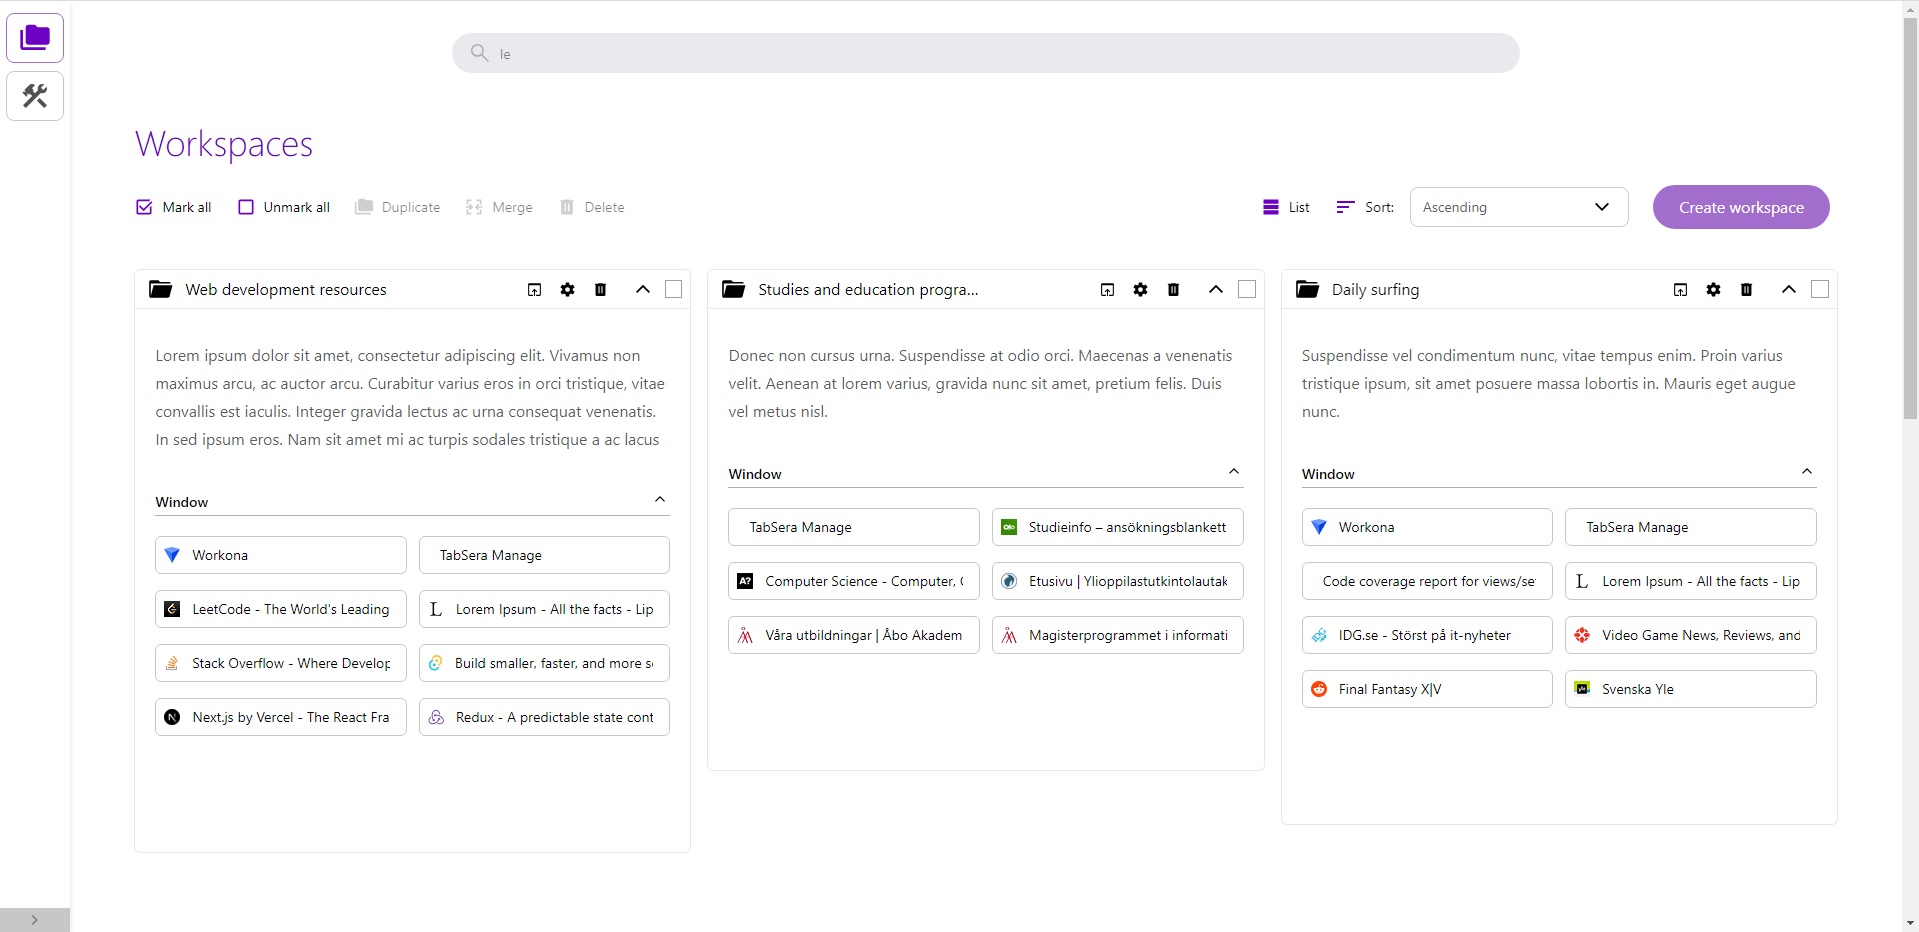 le
Workspaces
Mark all
Unmark all
Duplicate
Merge
Delete
List
Sort:
Ascending
Create workspace
Web development resources
Lorem ipsum dolor sit amet, consectetur adipiscing elit. Vivamus non
maximus arcu, ac auctor arcu. Curabitur varius eros in orci tristique, vitae
convallis est iaculis. Integer gravida lectus ac urna consequat venenatis.
In sed ipsum eros. Nam sit amet mi ac turpis sodales tristique a ac lacus
Window
Workona
TabSera Manage
LeetCode - The World's Leading
Lorem Ipsum - All the facts - Lip
Stack Overflow - Where Develop
Build smaller, faster, and more se
Next.js by Vercel - The React Fra
Redux - A predictable state cont
Studies and education progra...
Donec non cursus urna. Suspendisse at odio orci. Maecenas a venenatis
velit. Aenean at lorem varius, gravida nunc sit amet, pretium felis. Duis
vel metus nisl.
Window
TabSera Manage
Studieinfo – ansökningsblankett
Computer Science - Computer, C
Etusivu | Ylioppilastutkintolautak
Våra utbildningar | Åbo Akadem
Magisterprogrammet i informati
Daily surfing
Suspendisse vel condimentum nunc, vitae tempus enim. Proin varius
tristique ipsum, sit amet posuere massa lobortis in. Mauris eget augue
nunc.
Window
Workona
TabSera Manage
Code coverage report for views/se
Lorem Ipsum - All the facts - Lip
IDG.se - Störst på it-nyheter
Video Game News, Reviews, and
Final Fantasy X|V
Svenska Yle